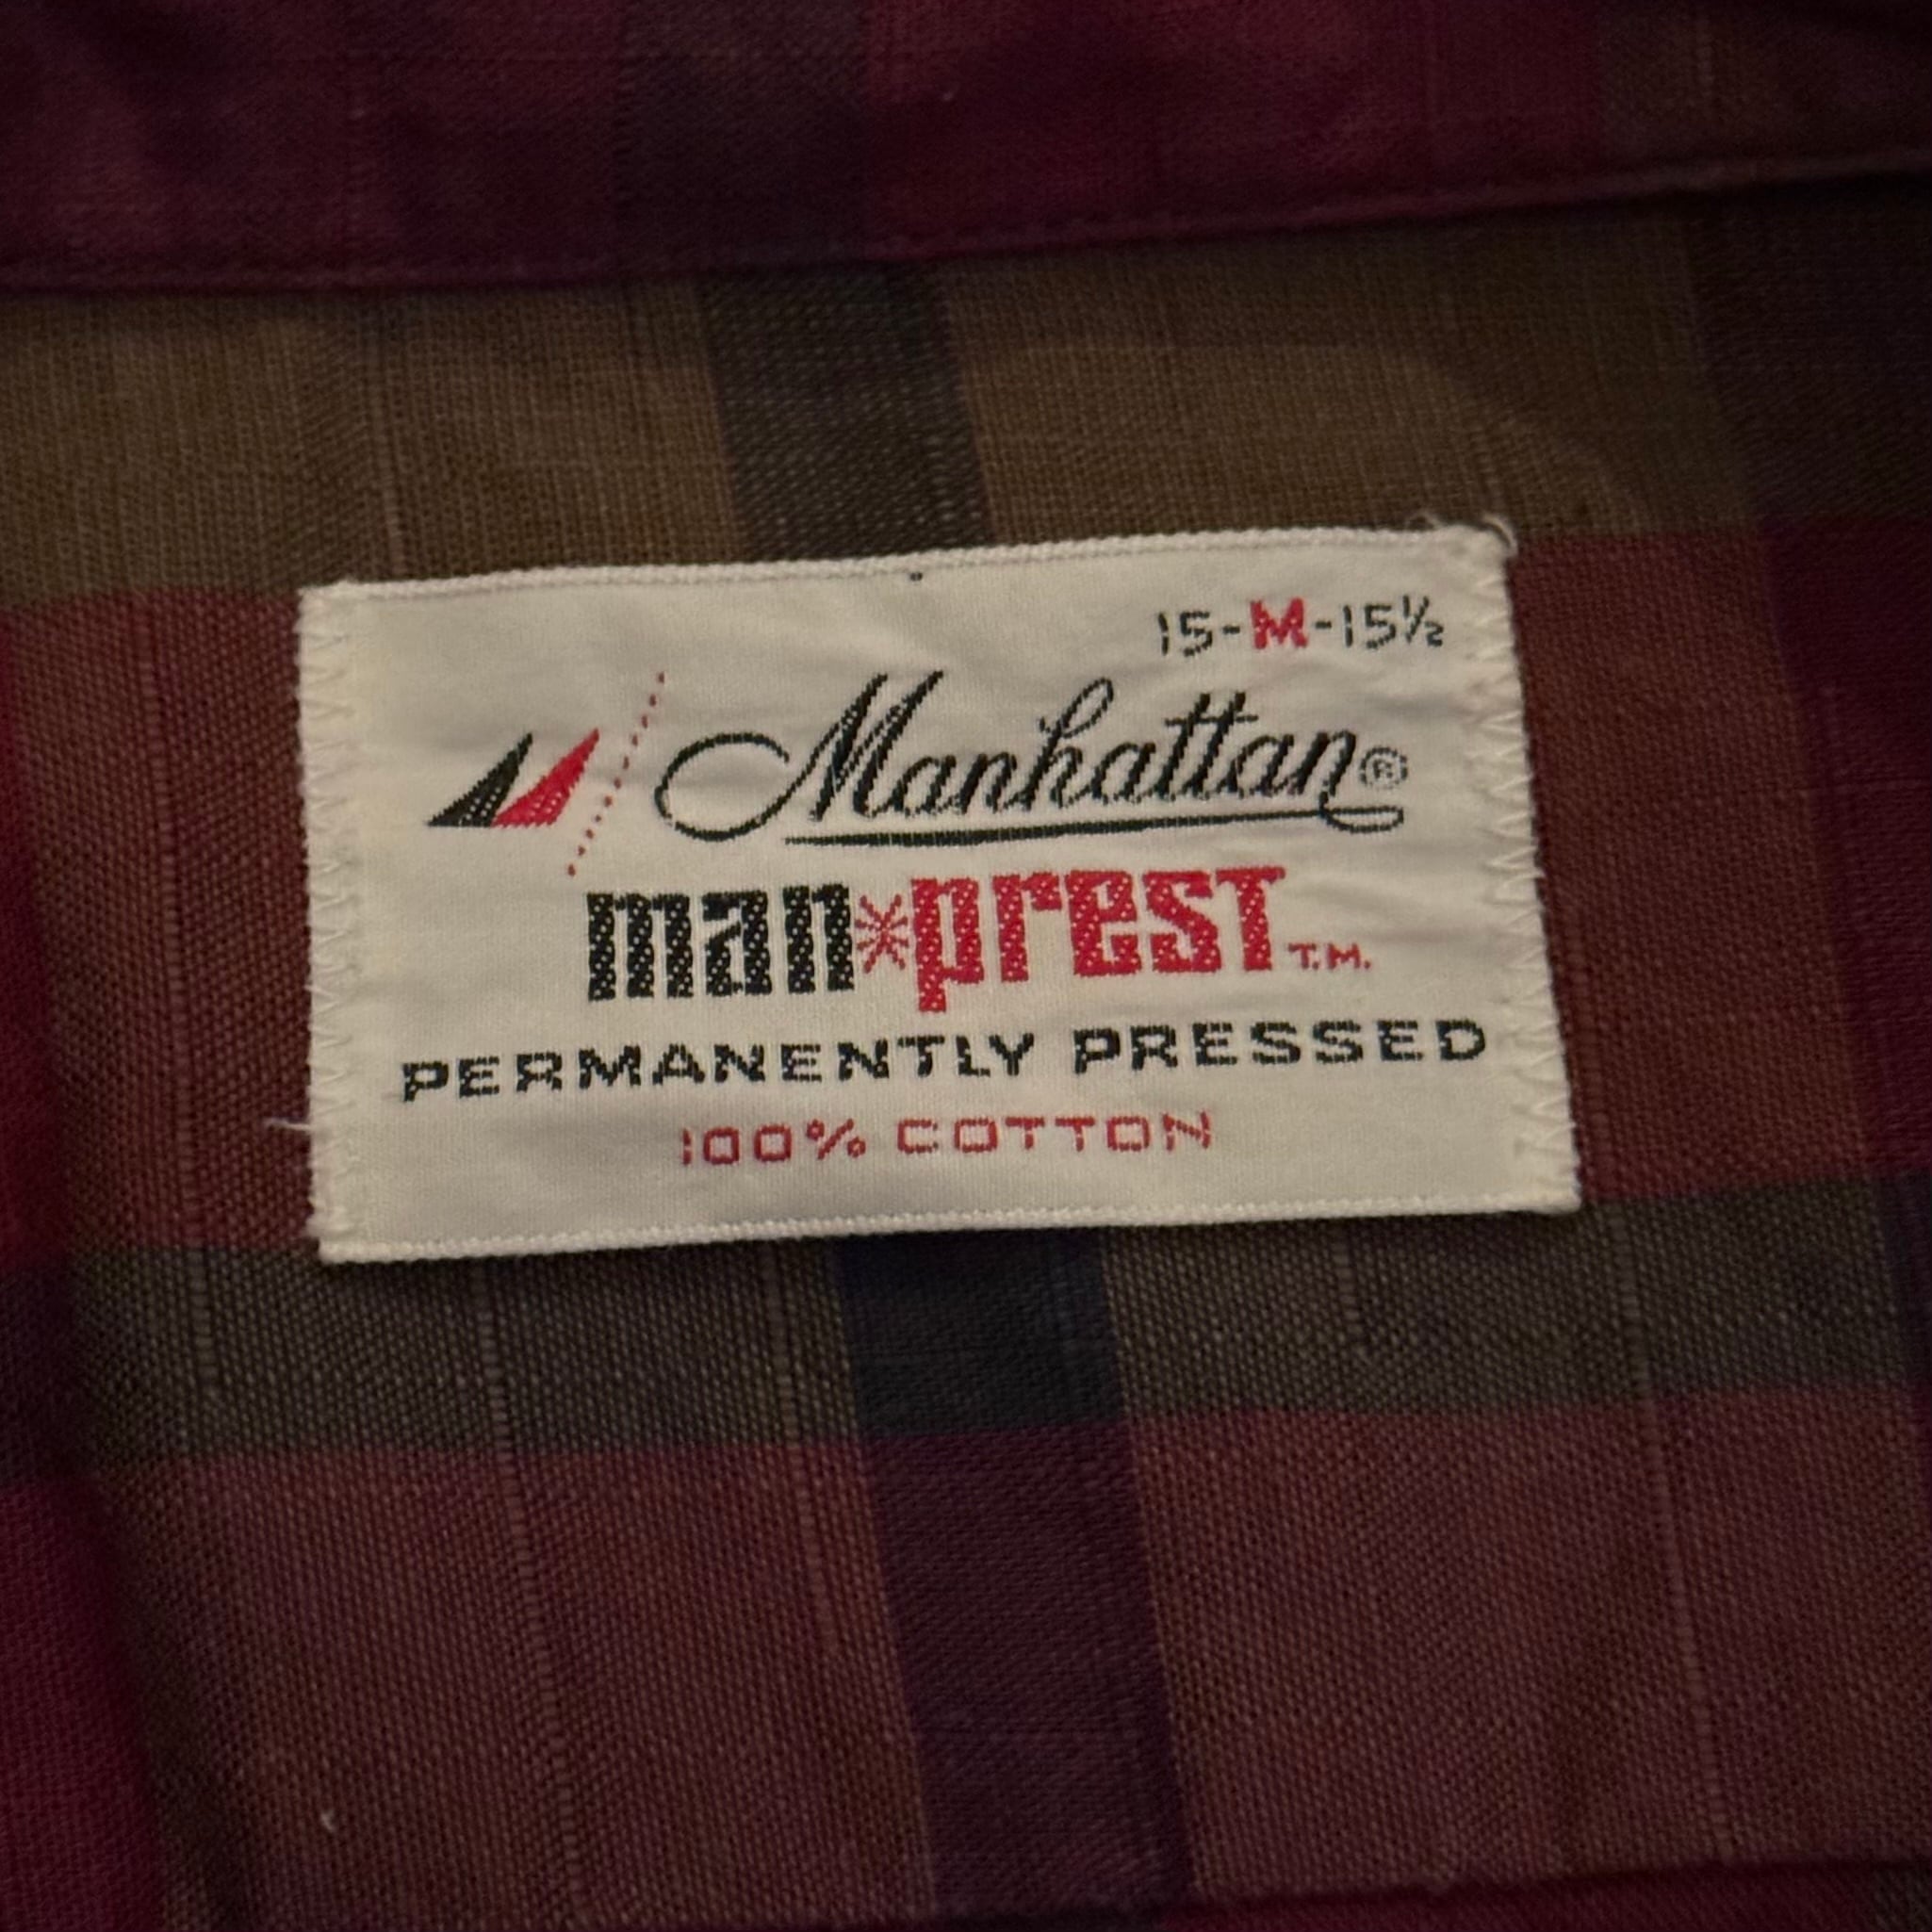 15-M-15½
Manhattan®
man*prest T.M.
PERMANENTLY PRESSED
100% COTTON